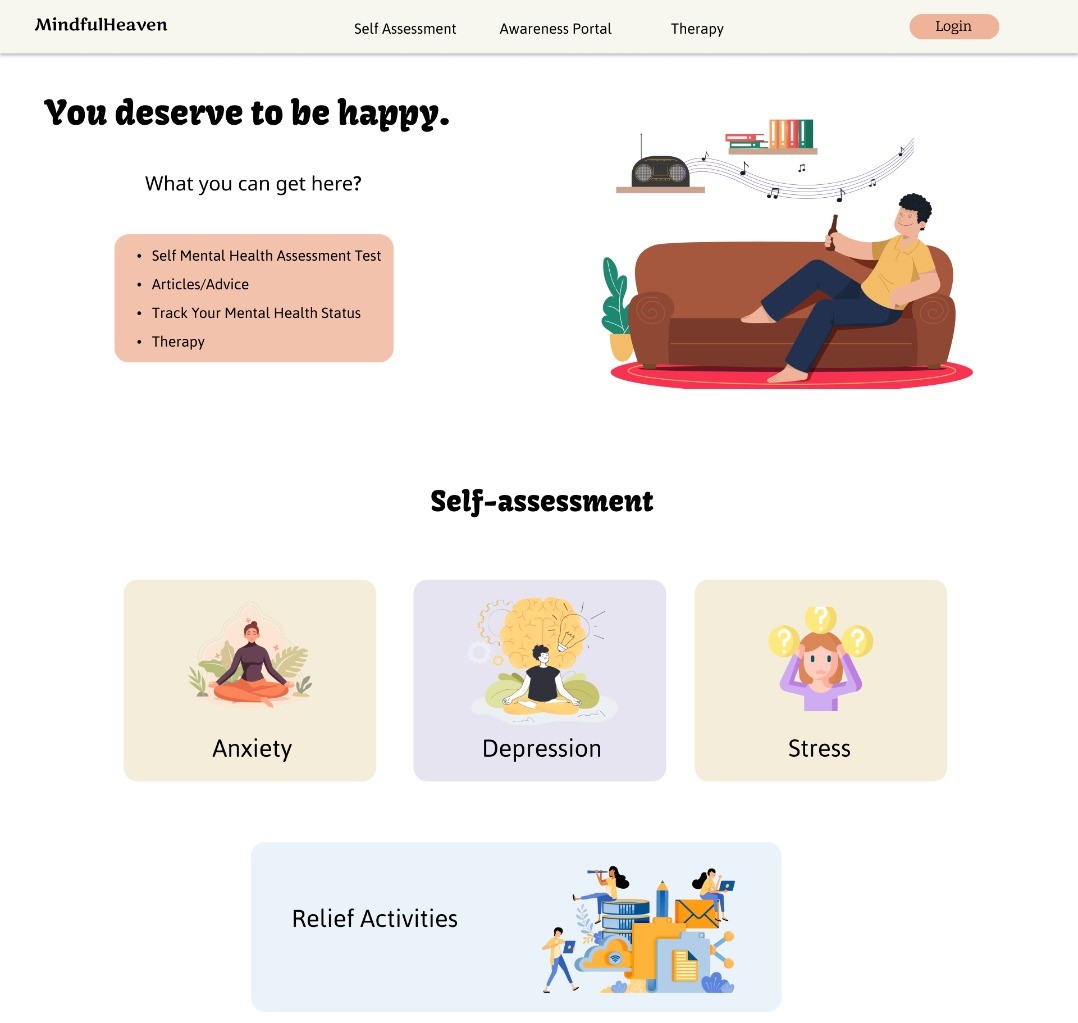 MindfulHeaven
Self Assessment
Awareness Portal
Therapy
Login
You deserve to be happy.
What you can get here?
• Self Mental Health Assessment Test
• Articles/Advice
• Track Your Mental Health Status
• Therapy
Self-assessment
? ? ?
Anxiety
Depression
Stress
Relief Activities